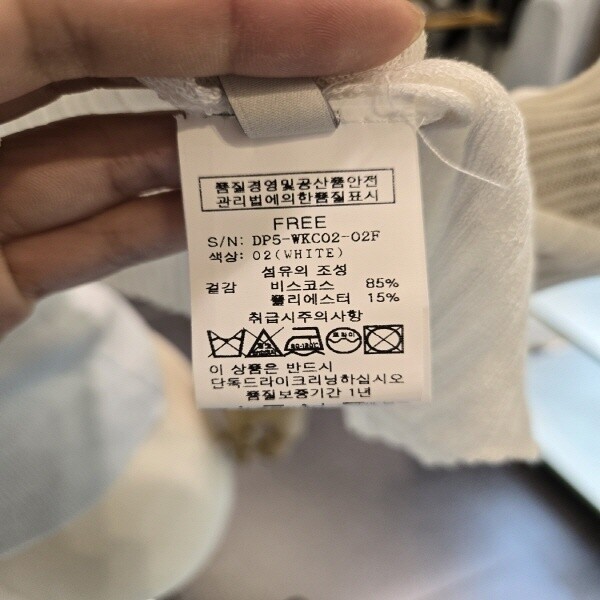 품질경영및공산품안전
관리법에의한품질표시
FREE
S/N: DP5-WKC02-02F
색상: 02(WHITE)
섬유의 조성
겉감 비스코스 85%
폴리에스터 15%
취급시주의사항
드라이
이 상품은 반드시
단독드라이크리닝하십시오
품질보증기간 1년